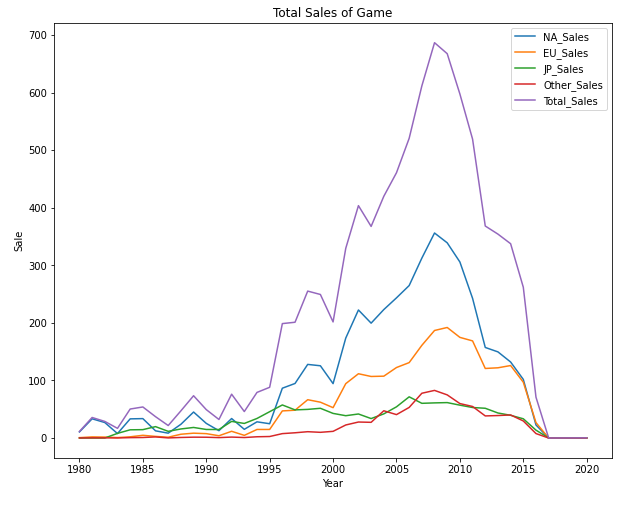 Total Sales of Game
NA_Sales
EU_Sales
JP_Sales
Other_Sales
Total_Sales
700
600
500
400
300
200
100
0
Sale
1980 1985 1990 1995 2000 2005 2010 2015 2020
Year